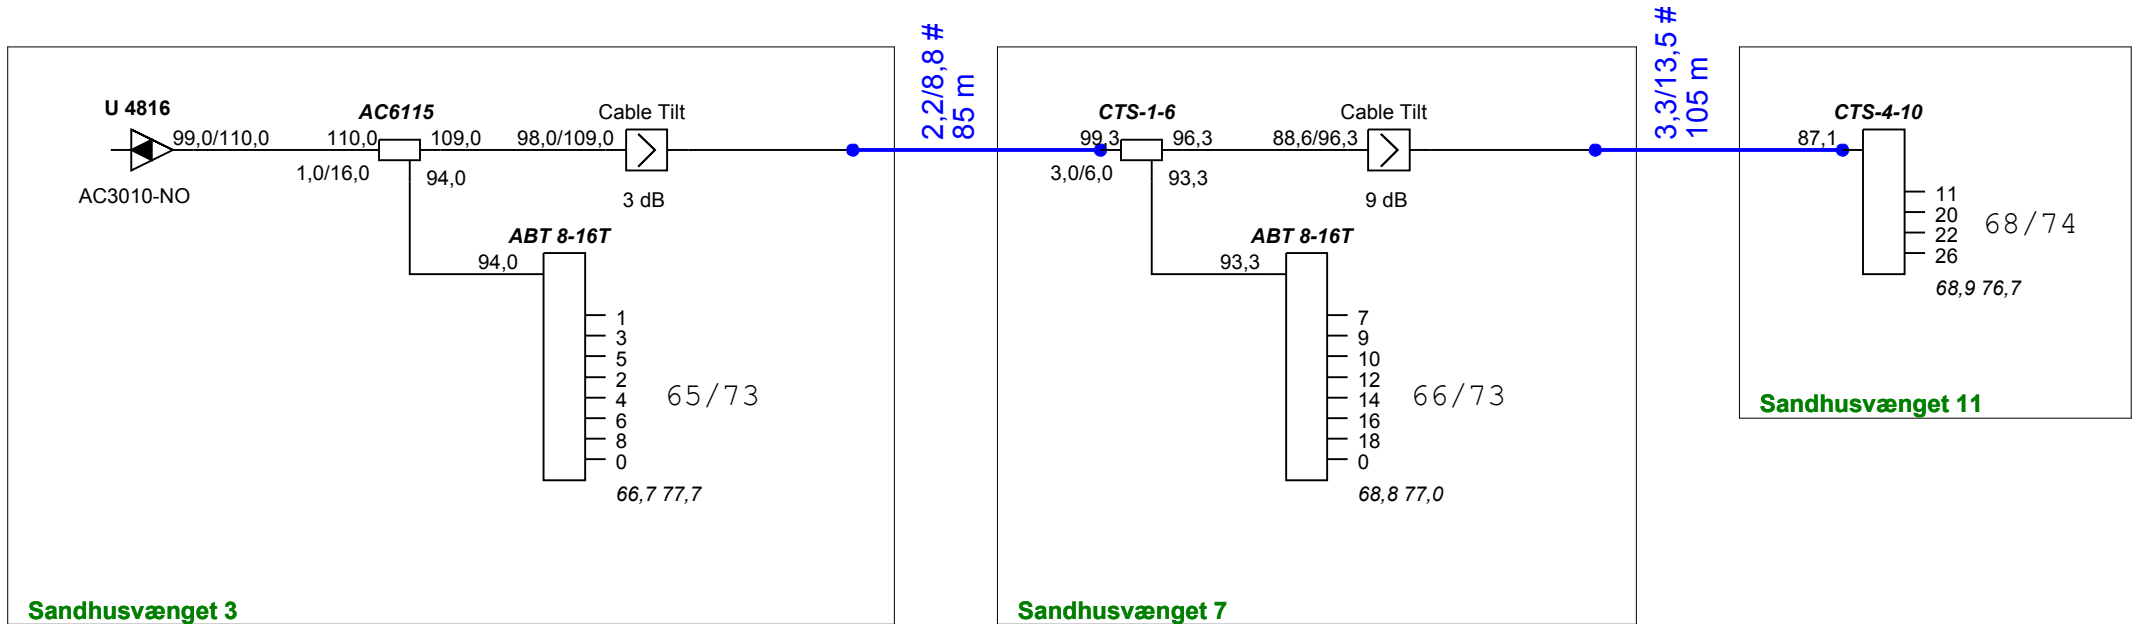 U 4816
99,0/110,0
AC3010-NO
AC6115
110,0
109,0
1,0/16,0
94,0
98,0/109,0
Cable Tilt
3 dB
ABT 8-16T
94,0
1
3
5
2
4
6
8
0
65/73
66,7 77,7
Sandhusvænget 3
2,2/8,8 #
85 m
CTS-1-6
99,3
96,3
3,0/6,0
93,3
88,6/96,3
Cable Tilt
9 dB
ABT 8-16T
93,3
7
9
10
12
14
16
18
0
66/73
68,8 77,0
Sandhusvænget 7
3,3/13,5 #
105 m
CTS-4-10
87,1
11
20
22
26
68/74
68,9 76,7
Sandhusvænget 11